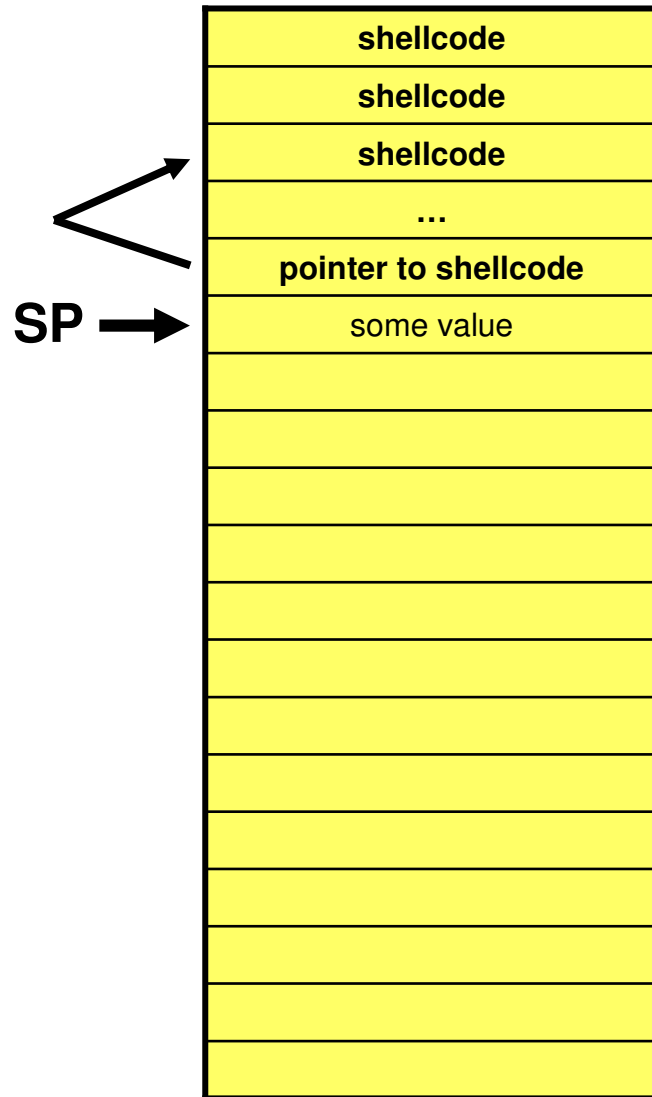 shellcode
shellcode
shellcode
...
pointer to shellcode
SP
some value